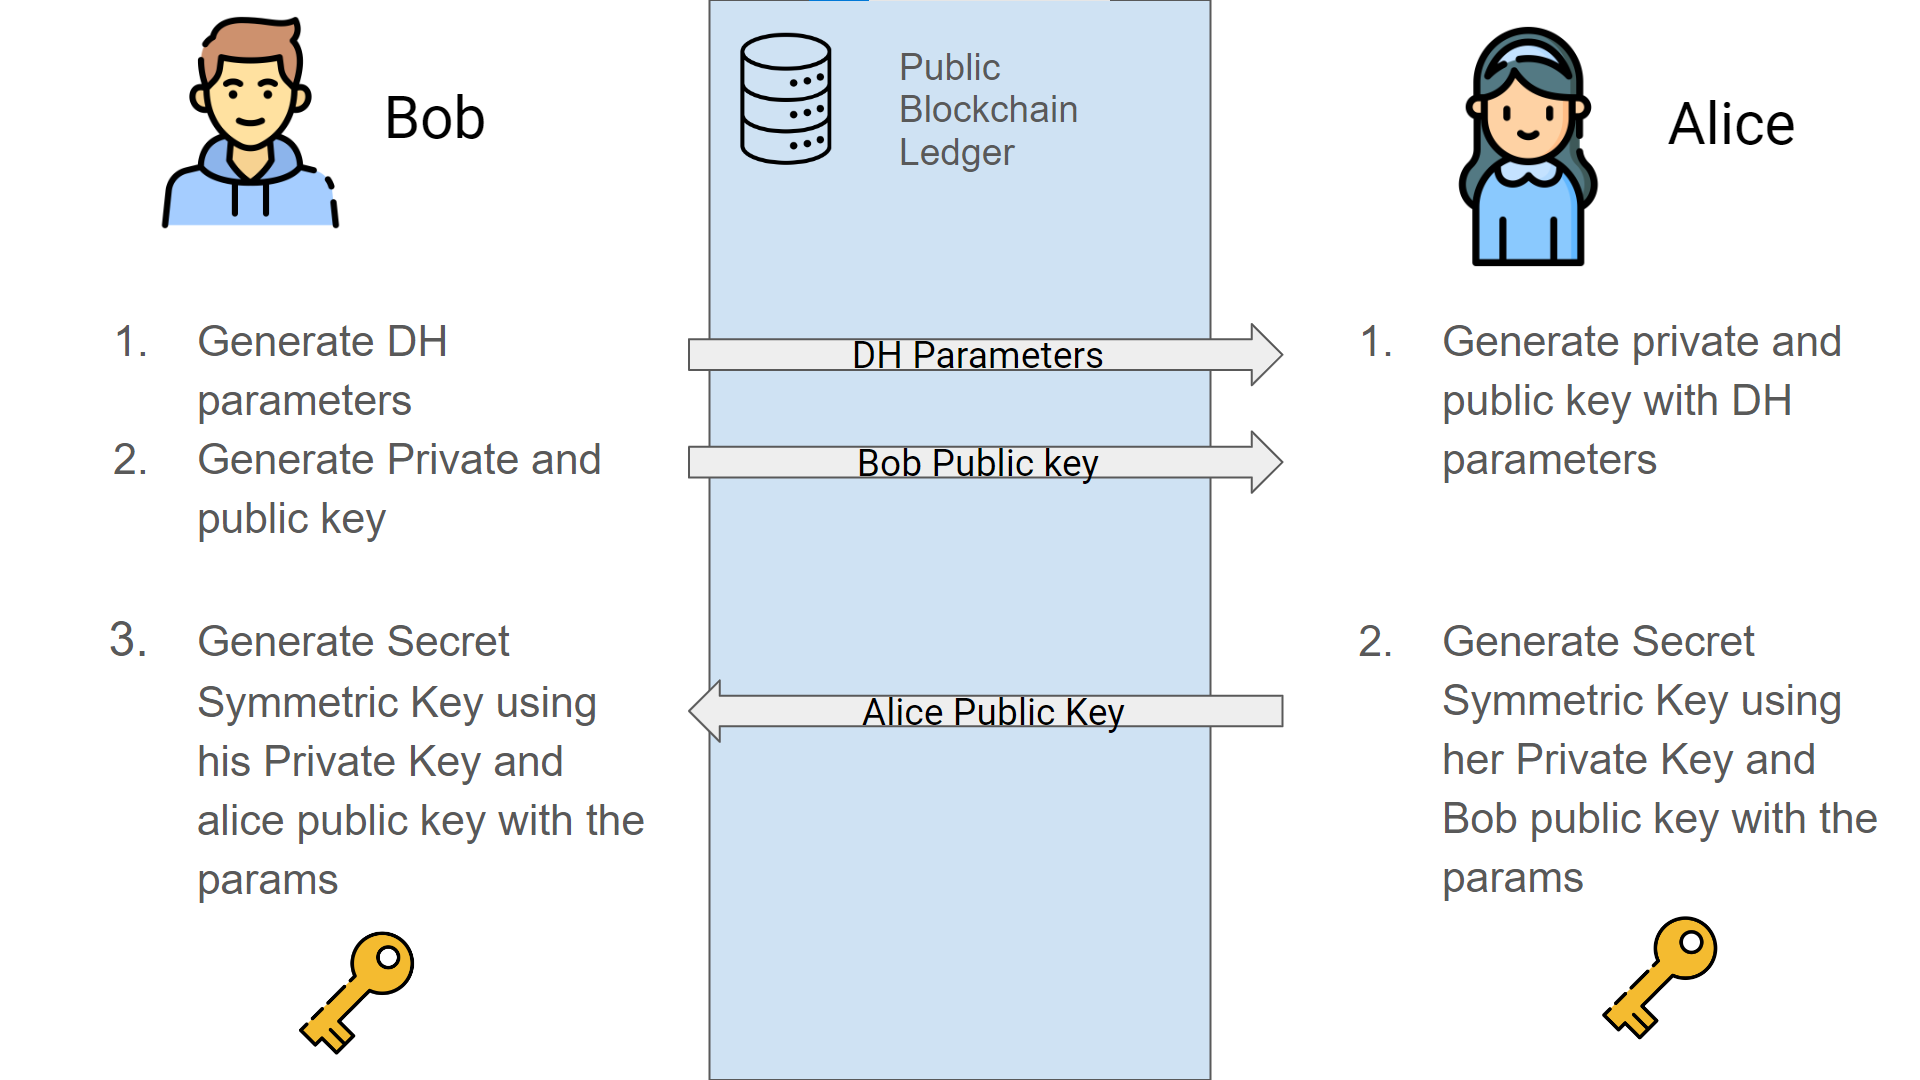 Bob
Public
Blockchain
Ledger
Alice
1. Generate DH
parameters
2. Generate Private and
public key
3. Generate Secret
Symmetric Key using
his Private Key and
alice public key with the
params
DH Parameters
Bob Public key
Alice Public Key
1. Generate private and
public key with DH
parameters
2. Generate Secret
Symmetric Key using
her Private Key and
Bob public key with the
params